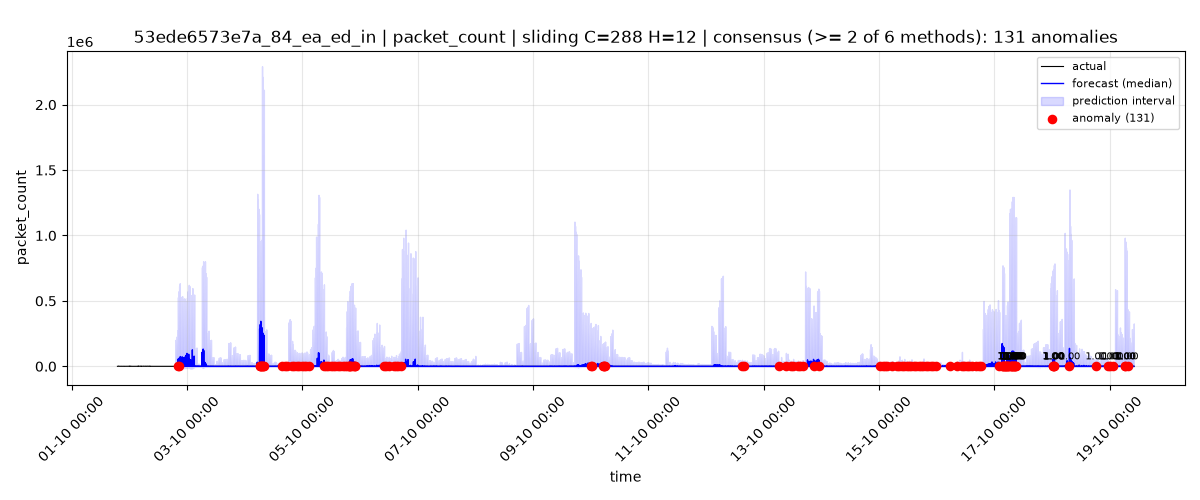 53ede6573e7a_84_ea_ed_in | packet_count | sliding C=288 H=12 | consensus (>= 2 of 6 methods): 131 anomalies
1e6
actual
forecast (median)
prediction interval
anomaly (131)
packet_count
2.0
1.5
1.0
0.5
0.0
1.00
01-10 00:00
03-10 00:00
05-10 00:00
07-10 00:00
09-10 00:00
11-10 00:00
13-10 00:00
15-10 00:00
17-10 00:00
19-10 00:00
time